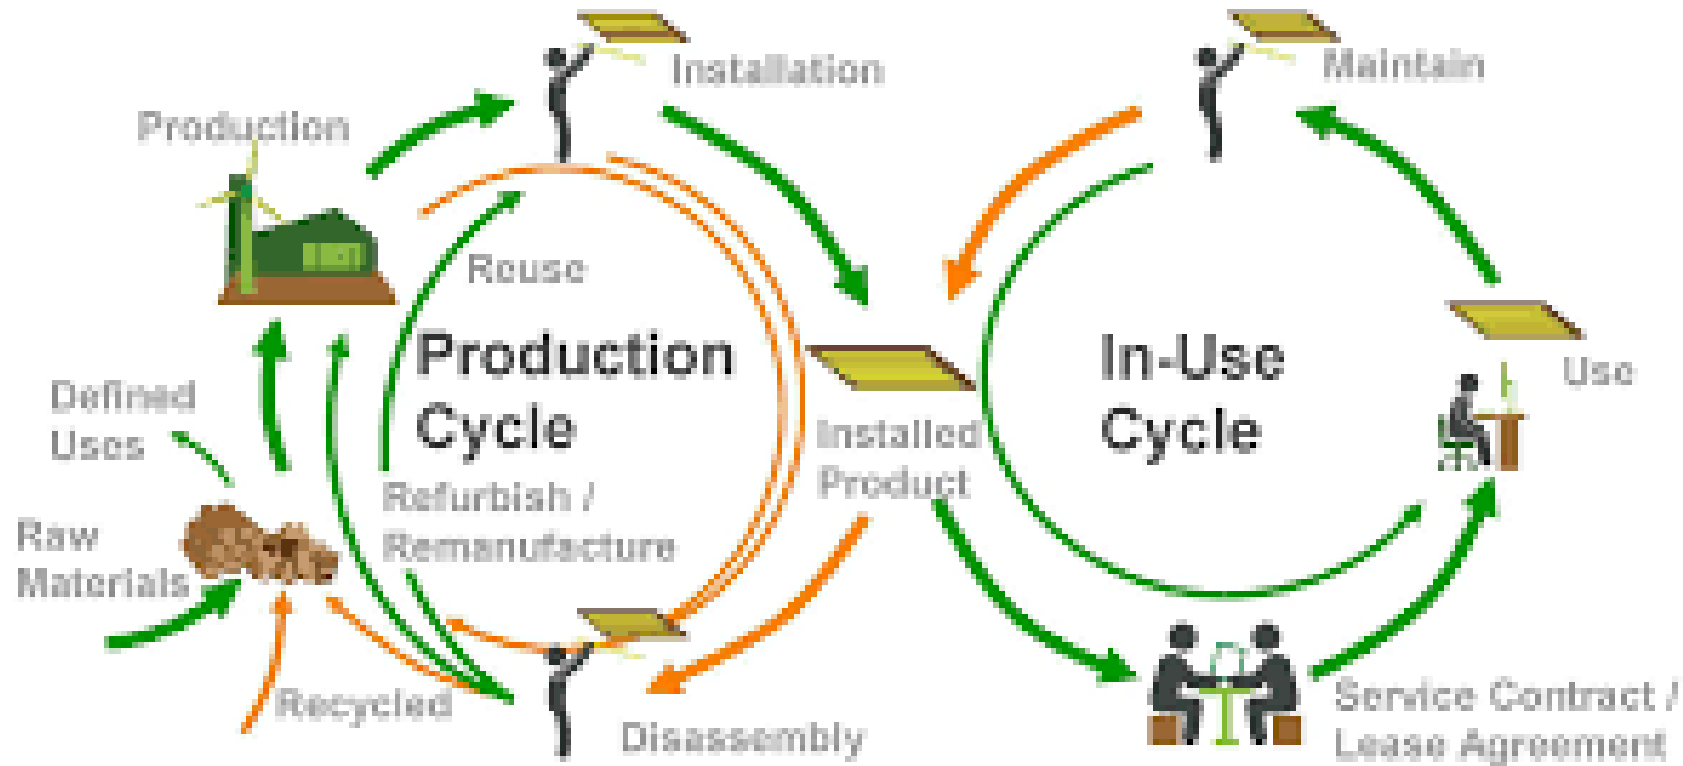 Installation
Maintain
Production
Reuse
Production
Cycle
In-Use
Cycle
Use
Defined
Uses
Installed
Product
Refurbish /
Remanufacture
Raw
Materials
Recycled
Disassembly
Service Contract /
Lease Agreement